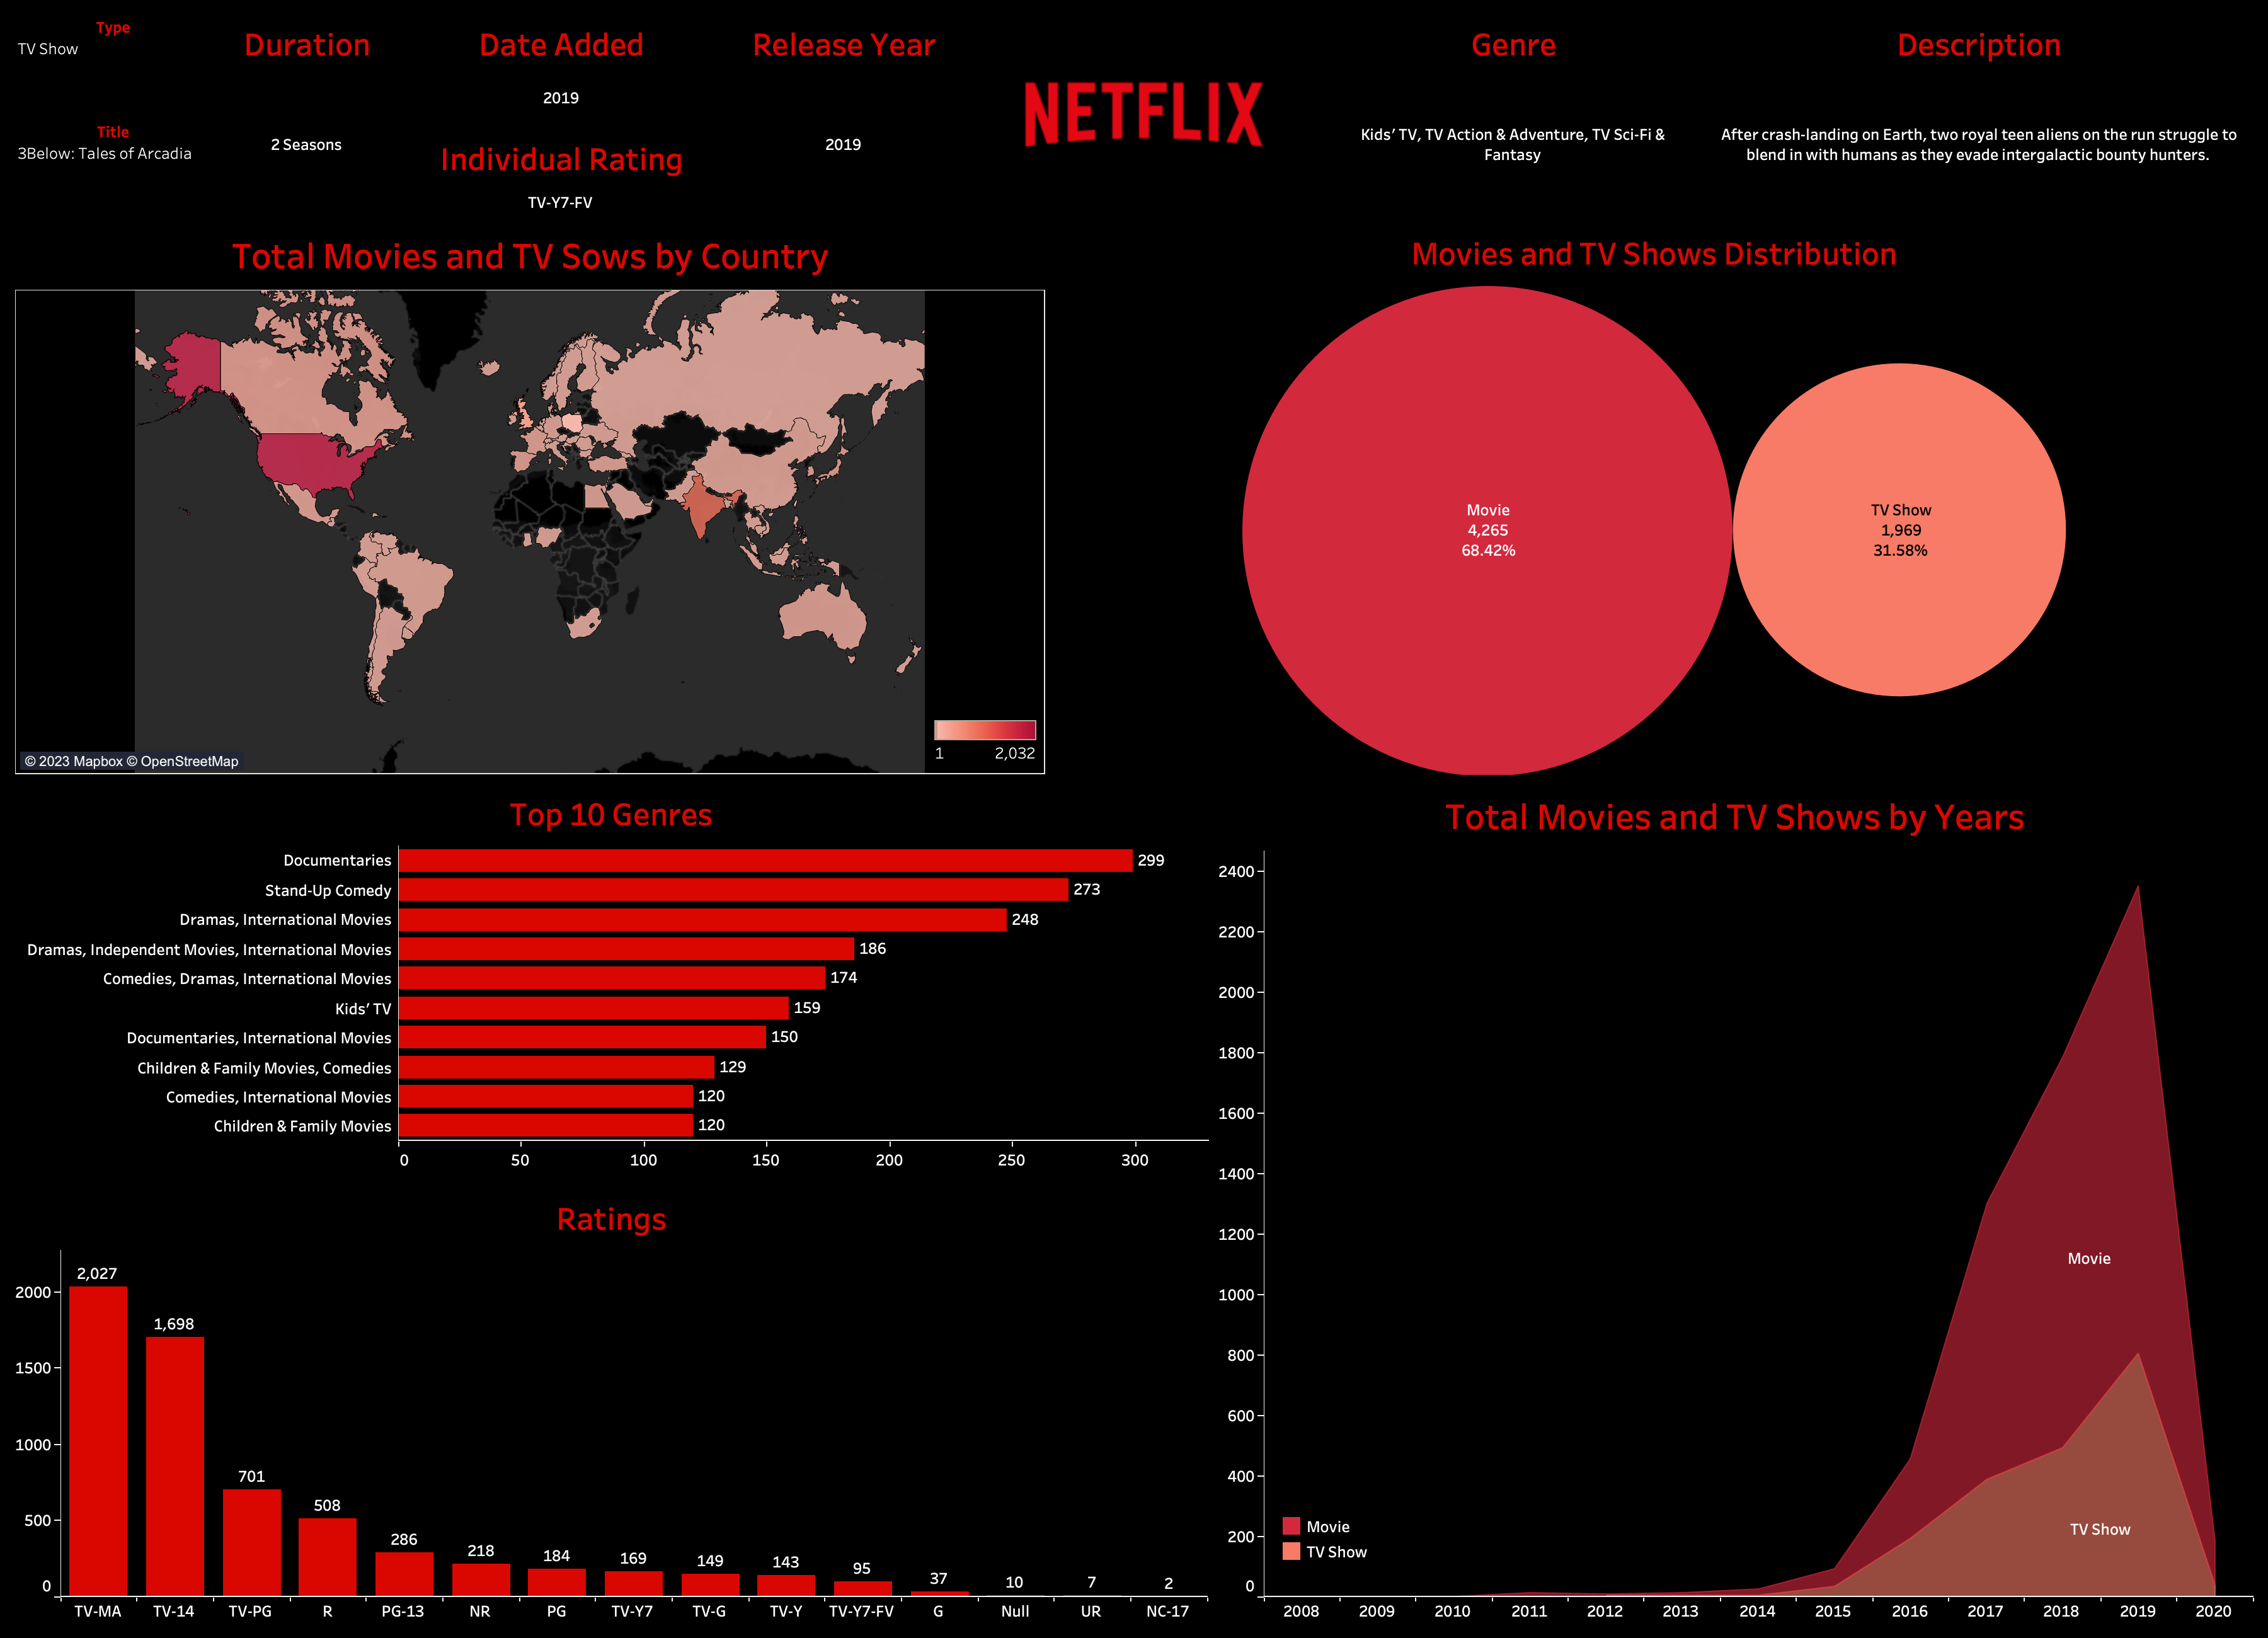 Type
TV Show
Title
3Below: Tales of Arcadia
Duration
2 Seasons
Date Added
2019
Individual Rating
TV-Y7-FV
Release Year
2019
NETFLIX
Genre
Kids’ TV, TV Action & Adventure, TV Sci-Fi &
Fantasy
Description
After crash-landing on Earth, two royal teen aliens on the run struggle to
blend in with humans as they evade intergalactic bounty hunters.
Total Movies and TV Sows by Country
1 2,032
© 2023 Mapbox © OpenStreetMap
Movies and TV Shows Distribution
Movie
4,265
68.42%
TV Show
1,969
31.58%
Top 10 Genres
Documentaries 299
Stand-Up Comedy 273
Dramas, International Movies 248
Dramas, Independent Movies, International Movies 186
Comedies, Dramas, International Movies 174
Kids’ TV 159
Documentaries, International Movies 150
Children & Family Movies, Comedies 129
Comedies, International Movies 120
Children & Family Movies 120
0 50 100 150 200 250 300
Ratings
2000
1500
1000
500
0
2,027 1,698 701 508 286 218 184 169 149 143 95 37 10 7 2
TV-MA TV-14 TV-PG R PG-13 NR PG TV-Y7 TV-G TV-Y TV-Y7-FV G Null UR NC-17
Total Movies and TV Shows by Years
2400
2200
2000
1800
1600
1400
1200
1000
800
600
400
200
0
Movie
TV Show
Movie
TV Show
2008 2009 2010 2011 2012 2013 2014 2015 2016 2017 2018 2019 2020